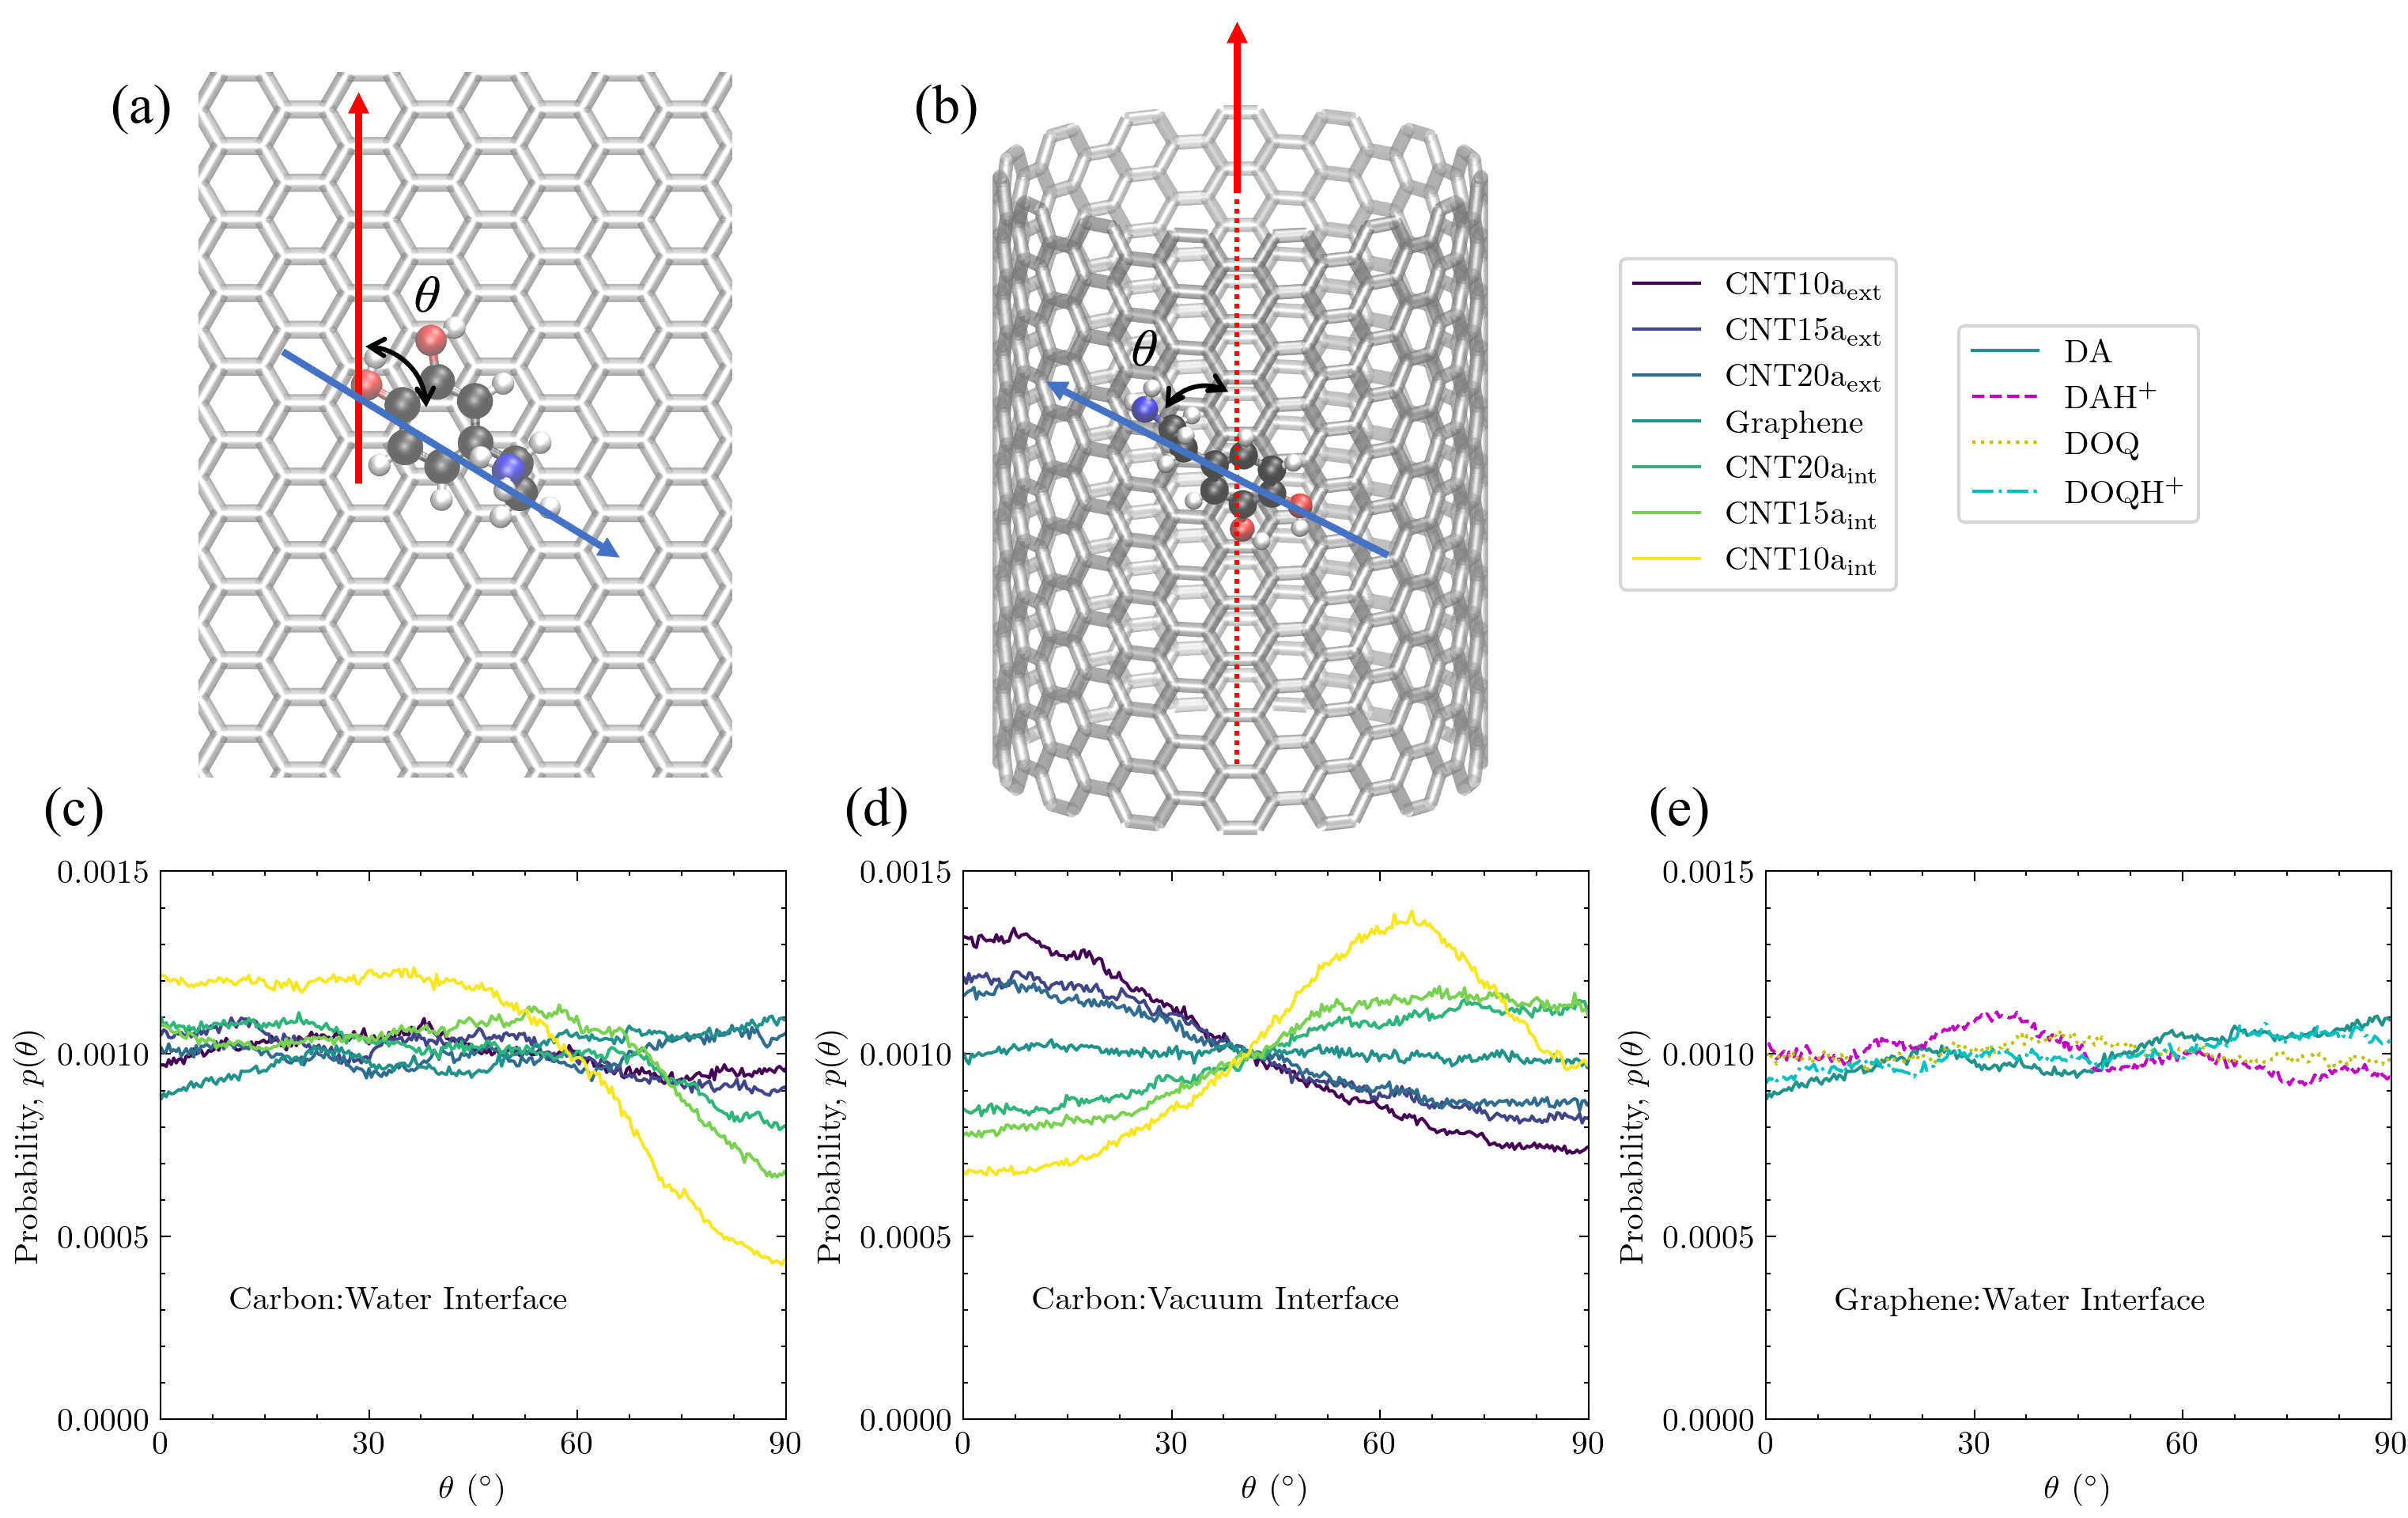 (a)
θ
(b)
θ
CNT10a_ext
CNT15a_ext
CNT20a_ext
Graphene
CNT20a_int
CNT15a_int
CNT10a_int
DA
DAH⁺
DOQ
DOQH⁺
(c)
0.0015
0.0010
0.0005
0.0000
Probability, p(θ)
Carbon:Water Interface
0 30 60 90
θ (°)
(d)
0.0015
0.0010
0.0005
0.0000
Probability, p(θ)
Carbon:Vacuum Interface
0 30 60 90
θ (°)
(e)
0.0015
0.0010
0.0005
0.0000
Probability, p(θ)
Graphene:Water Interface
0 30 60 90
θ (°)